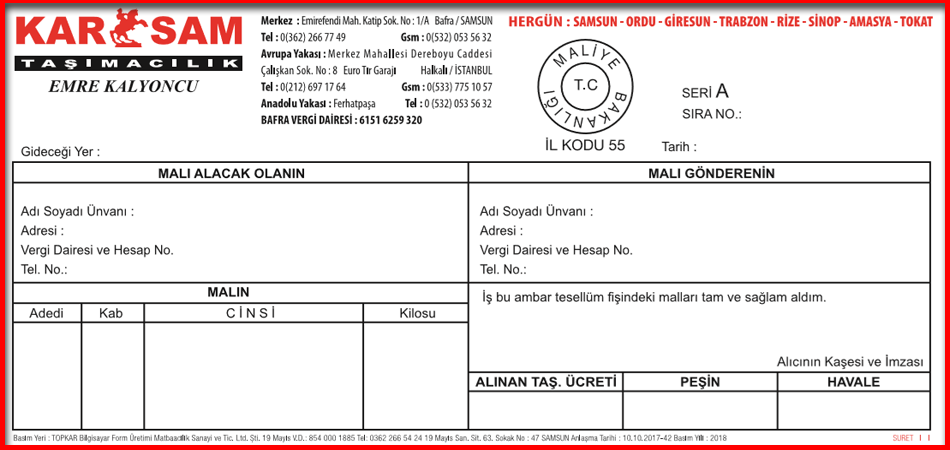 KAR SAM
TAŞIMACILIK
EMRE KALYONCU
Merkez : Emirefendi Mah. Katip Sok. No : 1/A Bafra / SAMSUN
Tel : 0(362) 266 77 49 Gsm : 0(532) 053 56 32
Avrupa Yakası : Merkez Mahallesi Dereboyu Caddesi
Çalışkan Sok. No : 8 Euro Tır Garajı Halkalı / İSTANBUL
Tel : 0(212) 697 17 64 Gsm : 0(533) 775 10 57
Anadolu Yakası : Ferhatpaşa Tel : 0 (532) 053 56 32
BAFRA VERGİ DAİRESİ : 6151 6259 320
HERGÜN : SAMSUN - ORDU - GİRESUN - TRABZON - RİZE - SİNOP - AMASYA - TOKAT
MALİYE
T.C
BAKANLIĞI
İL KODU 55
SERİ A
SIRA NO.:
Tarih :
Gideceği Yer :
MALI ALACAK OLANIN
Adı Soyadı Ünvanı :
Adresi :
Vergi Dairesi ve Hesap No.
Tel. No.:
MALI GÖNDERENİN
Adı Soyadı Ünvanı :
Adresi :
Vergi Dairesi ve Hesap No.
Tel. No.:
MALIN
Adedi Kab CİNSİ Kilosu
İş bu ambar tesellüm fişindeki malları tam ve sağlam aldım.
Alıcının Kaşesi ve İmzası
ALINAN TAŞ. ÜCRETİ PEŞİN HAVALE
Basım Yeri : TOPKAR Bilgisayar Form Üretimi Matbaacılık Sanayi ve Tic. Ltd. Şti. 19 Mayıs V.D.: 854 000 1885 Tel: 0362 266 54 24 19 Mayıs San. Sit. 63. Sokak No : 47 SAMSUN Anlaşma Tarihi : 10.10.2017-42 Basım Yılı : 2018
SURET